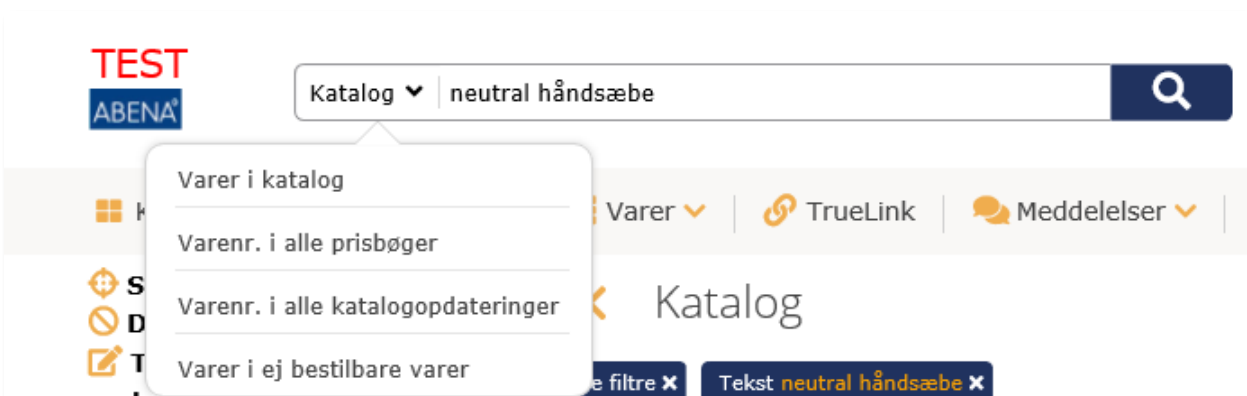 TEST
ABENA
Katalog neutral håndsæbe
Varer i katalog
Varenr. i alle prisbøger
Varenr. i alle katalogopdateringer
Varer i ej bestilbare varer
Varer
TrueLink
Meddelelser
Katalog
filtre
Tekst neutral håndsæbe